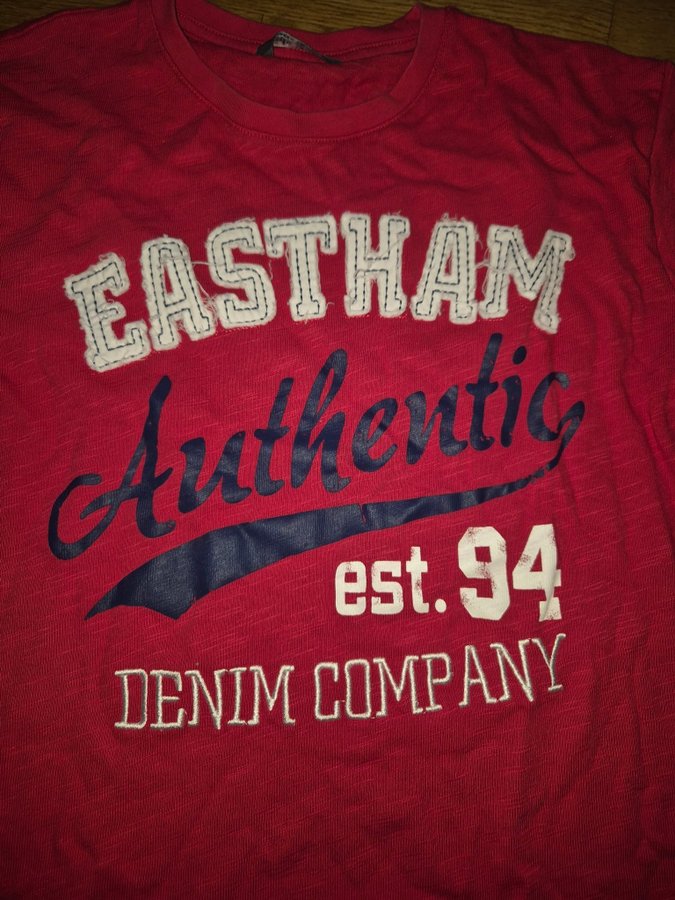 EASTHAM
Authentic
est. 94
DENIM COMPANY